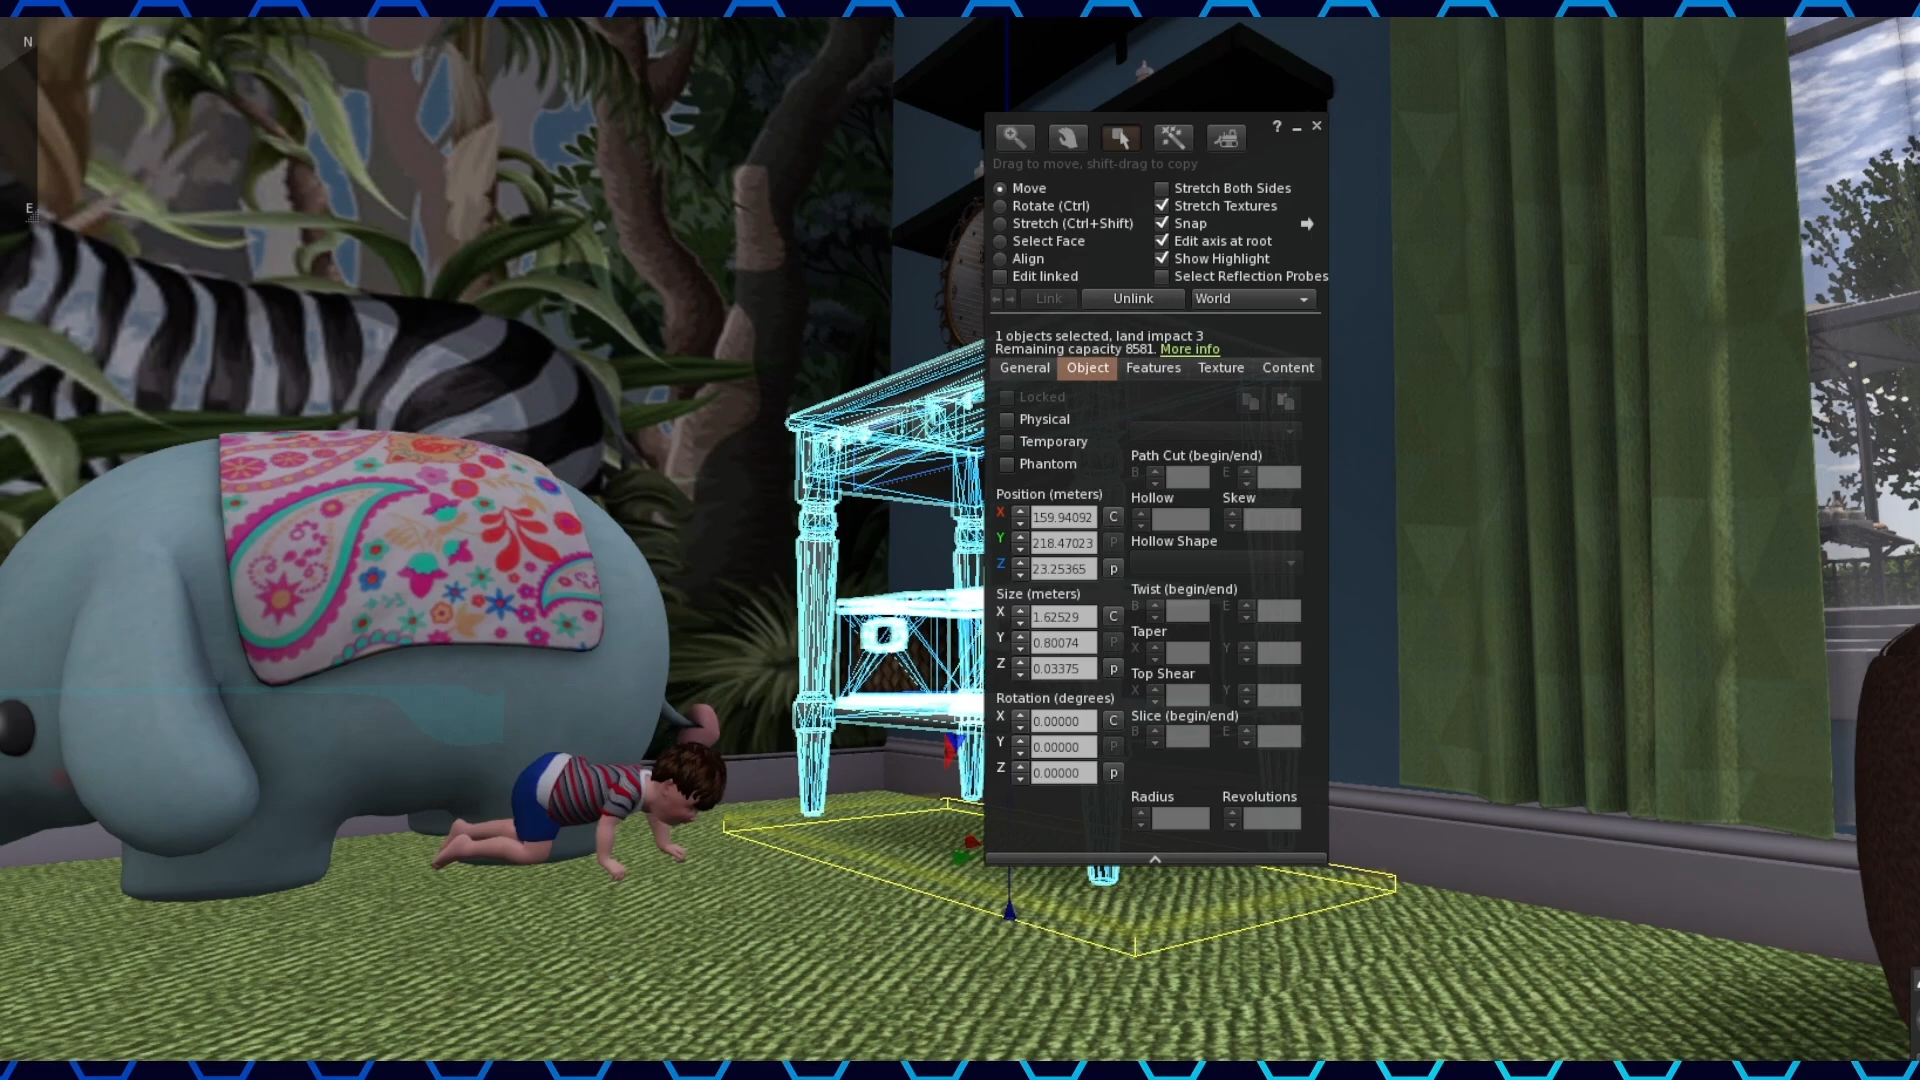 N
E
?
Drag to move, shift-drag to copy
Move
Stretch Both Sides
Rotate (Ctrl)
Stretch Textures
Stretch (Ctrl+Shift)
Snap
Select Face
Edit axis at root
Align
Show Highlight
Edit linked
Select Reflection Probes
Link
Unlink
World
1 objects selected, land impact 3
Remaining capacity 8581. More info
General
Object
Features
Texture
Content
Locked
Physical
Temporary
Phantom
Position (meters)
X 159.94092 C
Y 218.47023 P
Z 23.25365 p
Size (meters)
X 1.62529 C
Y 0.80074 P
Z 0.03375 p
Rotation (degrees)
X 0.00000 C
Y 0.00000 P
Z 0.00000 p
Path Cut (begin/end)
B E
Hollow
Skew
Hollow Shape
Twist (begin/end)
B E
Taper
X Y
Top Shear
X Y
Slice (begin/end)
B E
Radius
Revolutions